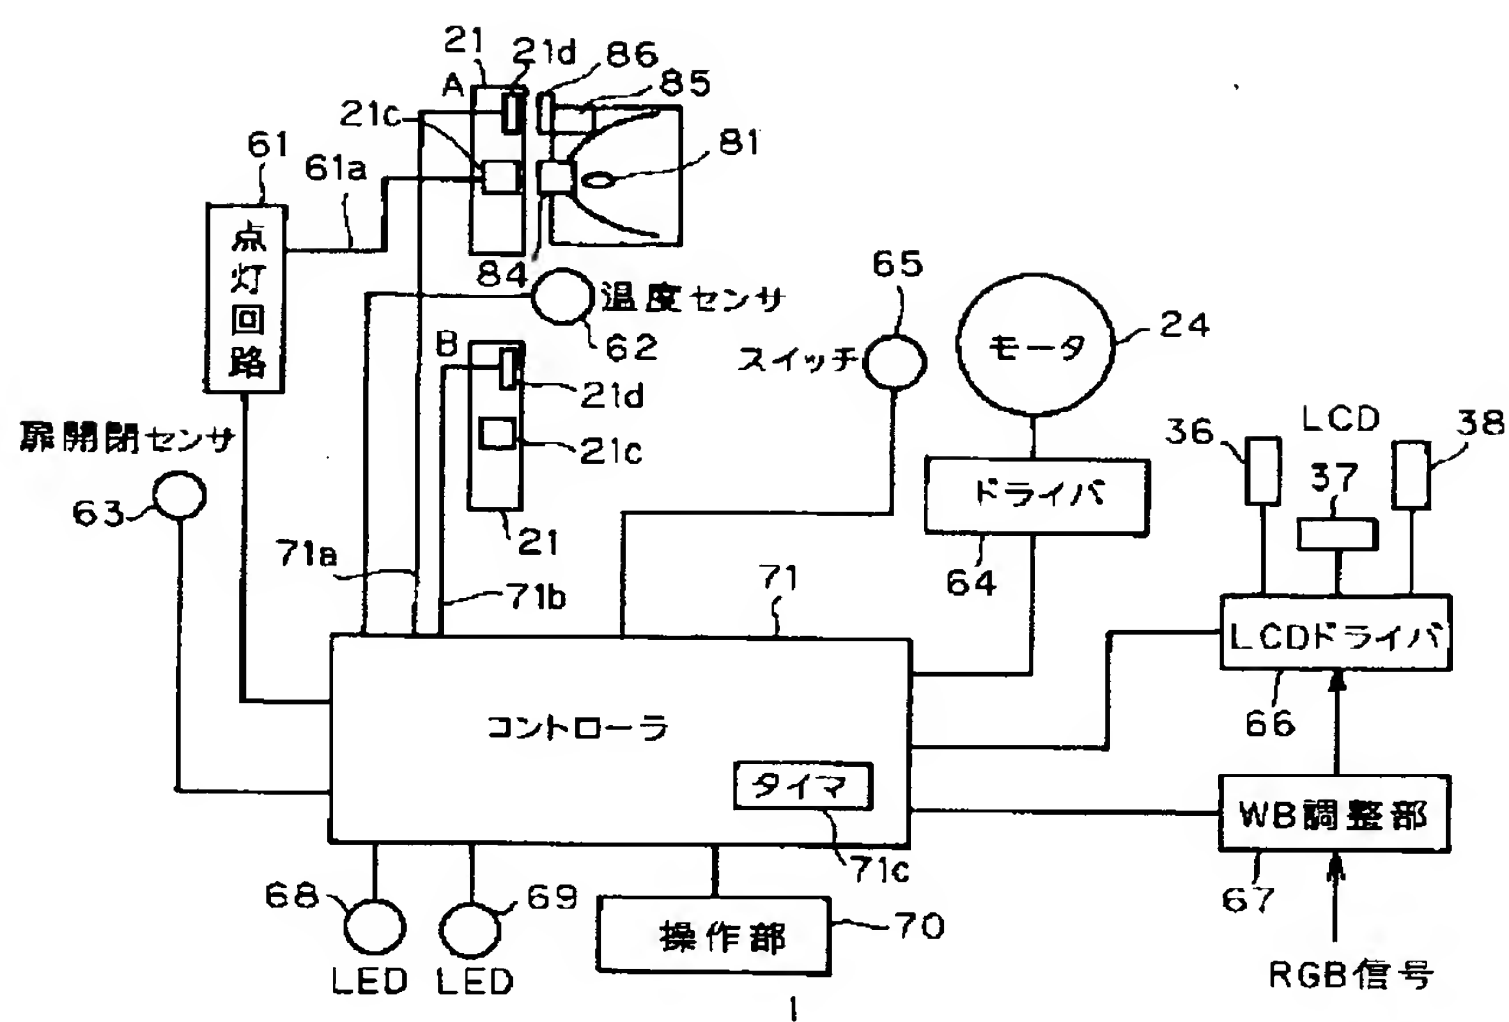 21
21d
86
A
85
21c
61
61a
81
点灯回路
84
65
温度センサ
62
24
モータ
スイッチ
B
21d
扉開閉センサ
21c
LCD
36
38
37
ドライバ
63
21
71a
71b
71
64
LCDドライバ
66
コントローラ
タイマ
WB調整部
71c
67
68
69
操作部
70
LED
LED
RGB信号
1